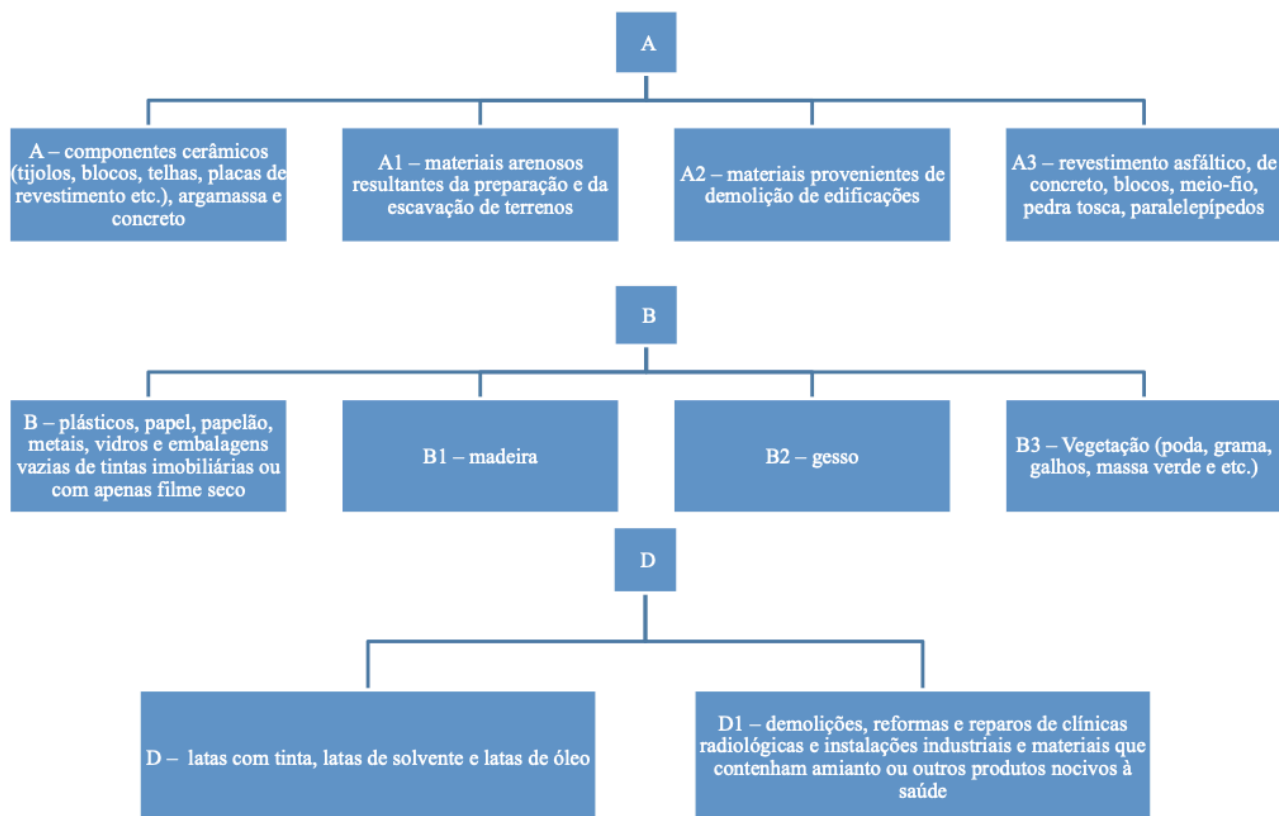 A
A – componentes cerâmicos
(tijolos, blocos, telhas, placas de
revestimento etc.), argamassa e
concreto
A1 – materiais arenosos
resultantes da preparação e da
escavação de terrenos
A2 – materiais provenientes de
demolição de edificações
A3 – revestimento asfáltico, de
concreto, blocos, meio-fio,
pedra tosca, paralelepípedos
B
B – plásticos, papel, papelão,
metais, vidros e embalagens
vazias de tintas imobiliárias ou
com apenas filme seco
B1 – madeira
B2 – gesso
B3 – Vegetação (poda, grama,
galhos, massa verde e etc.)
D
D – latas com tinta, latas de solvente e latas de óleo
D1 – demolições, reformas e reparos de clínicas
radiológicas e instalações industriais e materiais que
contenham amianto ou outros produtos nocivos à
saúde